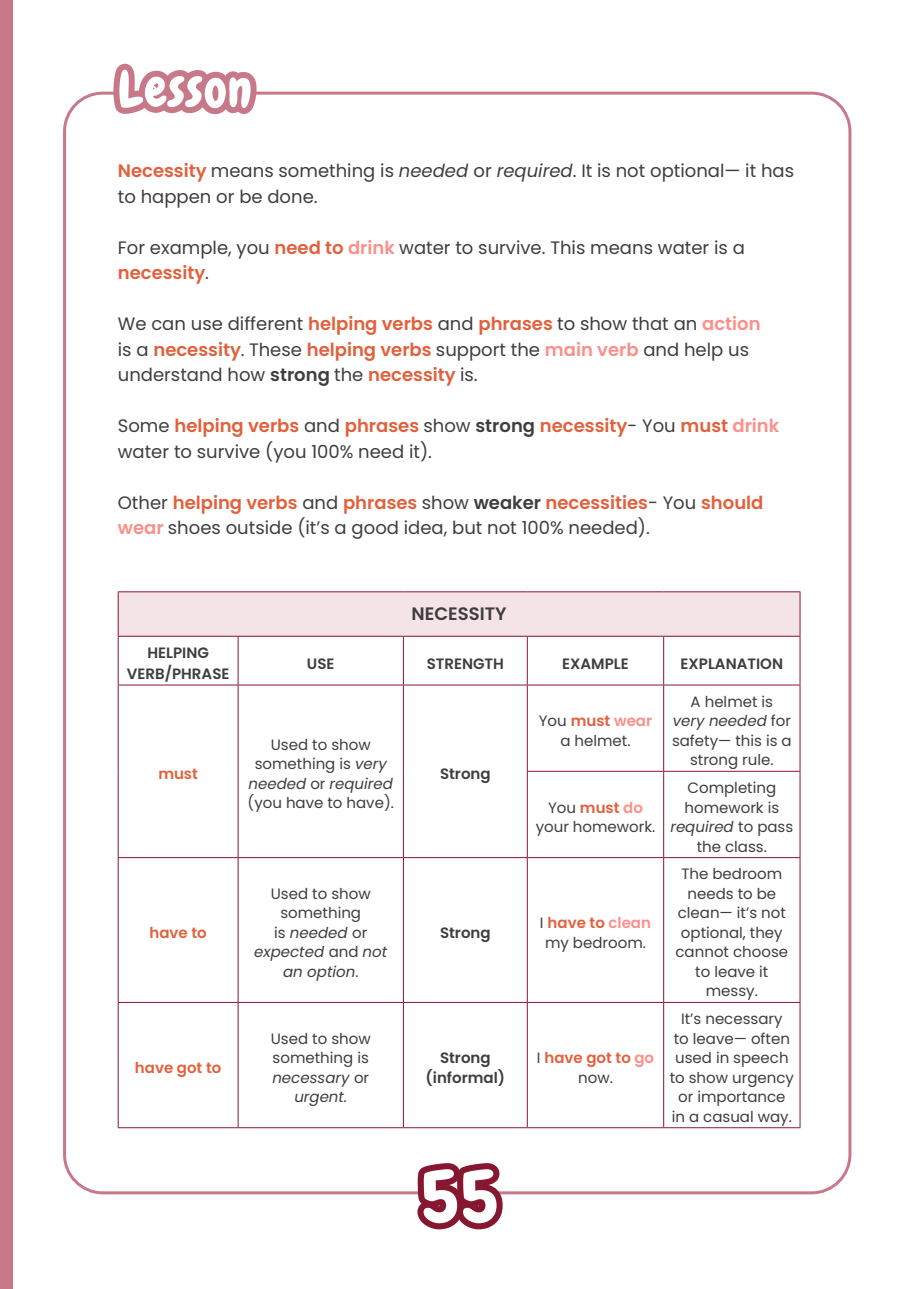 Lesson
Necessity means something is needed or required. It is not optional— it has
to happen or be done.
For example, you need to drink water to survive. This means water is a
necessity.
We can use different helping verbs and phrases to show that an action
is a necessity. These helping verbs support the main verb and help us
understand how strong the necessity is.
Some helping verbs and phrases show strong necessity- You must drink
water to survive (you 100% need it).
Other helping verbs and phrases show weaker necessities- You should
wear shoes outside (it's a good idea, but not 100% needed).
NECESSITY
HELPING
VERB/PHRASE
USE
STRENGTH
EXAMPLE
EXPLANATION
must
Used to show
something is very
needed or required
(you have to have).
Strong
You must wear
a helmet.
A helmet is
very needed for
safety— this is a
strong rule.
You must do
your homework.
Completing
homework is
required to pass
the class.
have to
Used to show
something
is needed or
expected and not
an option.
Strong
I have to clean
my bedroom.
The bedroom
needs to be
clean— it's not
optional, they
cannot choose
to leave it
messy.
have got to
Used to show
something is
necessary or
urgent.
Strong
(informal)
I have got to go
now.
It's necessary
to leave— often
used in speech
to show urgency
or importance
in a casual way.
55